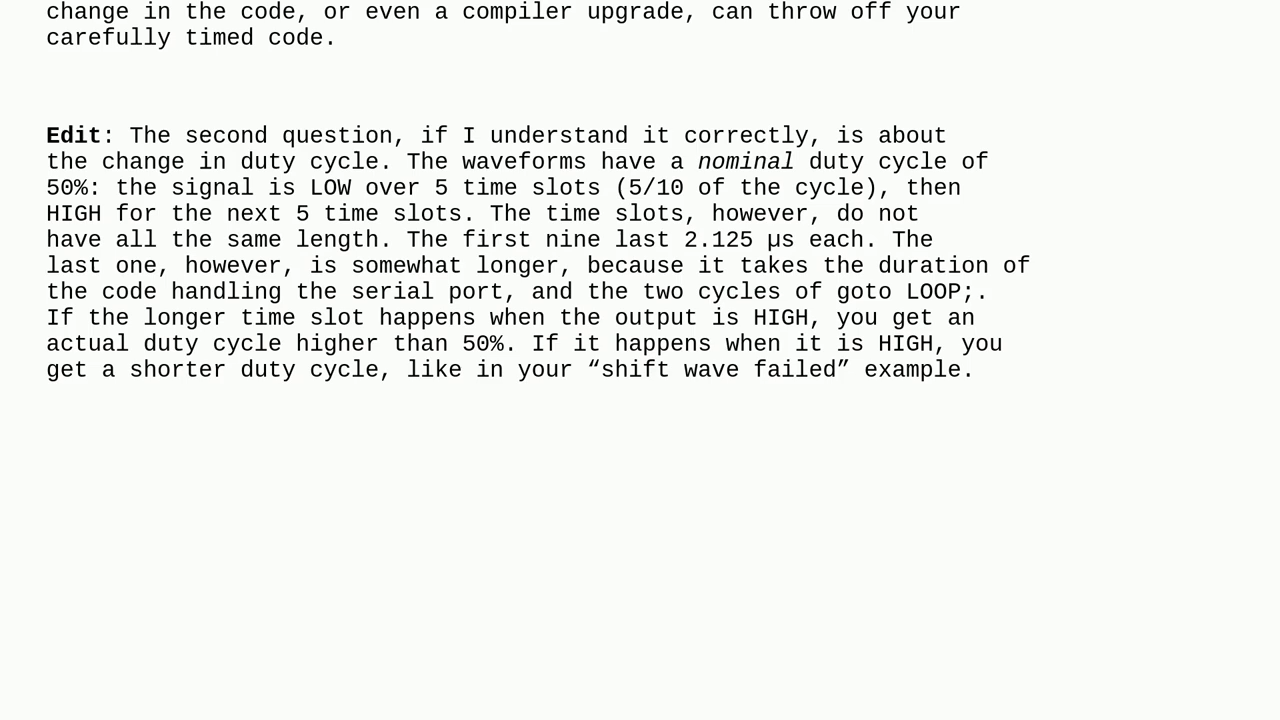 change in the code, or even a compiler upgrade, can throw off your
carefully timed code.
Edit: The second question, if I understand it correctly, is about
the change in duty cycle. The waveforms have a nominal duty cycle of
50%: the signal is LOW over 5 time slots (5/10 of the cycle), then
HIGH for the next 5 time slots. The time slots, however, do not
have all the same length. The first nine last 2.125 µs each. The
last one, however, is somewhat longer, because it takes the duration of
the code handling the serial port, and the two cycles of goto LOOP;.
If the longer time slot happens when the output is HIGH, you get an
actual duty cycle higher than 50%. If it happens when it is HIGH, you
get a shorter duty cycle, like in your “shift wave failed” example.